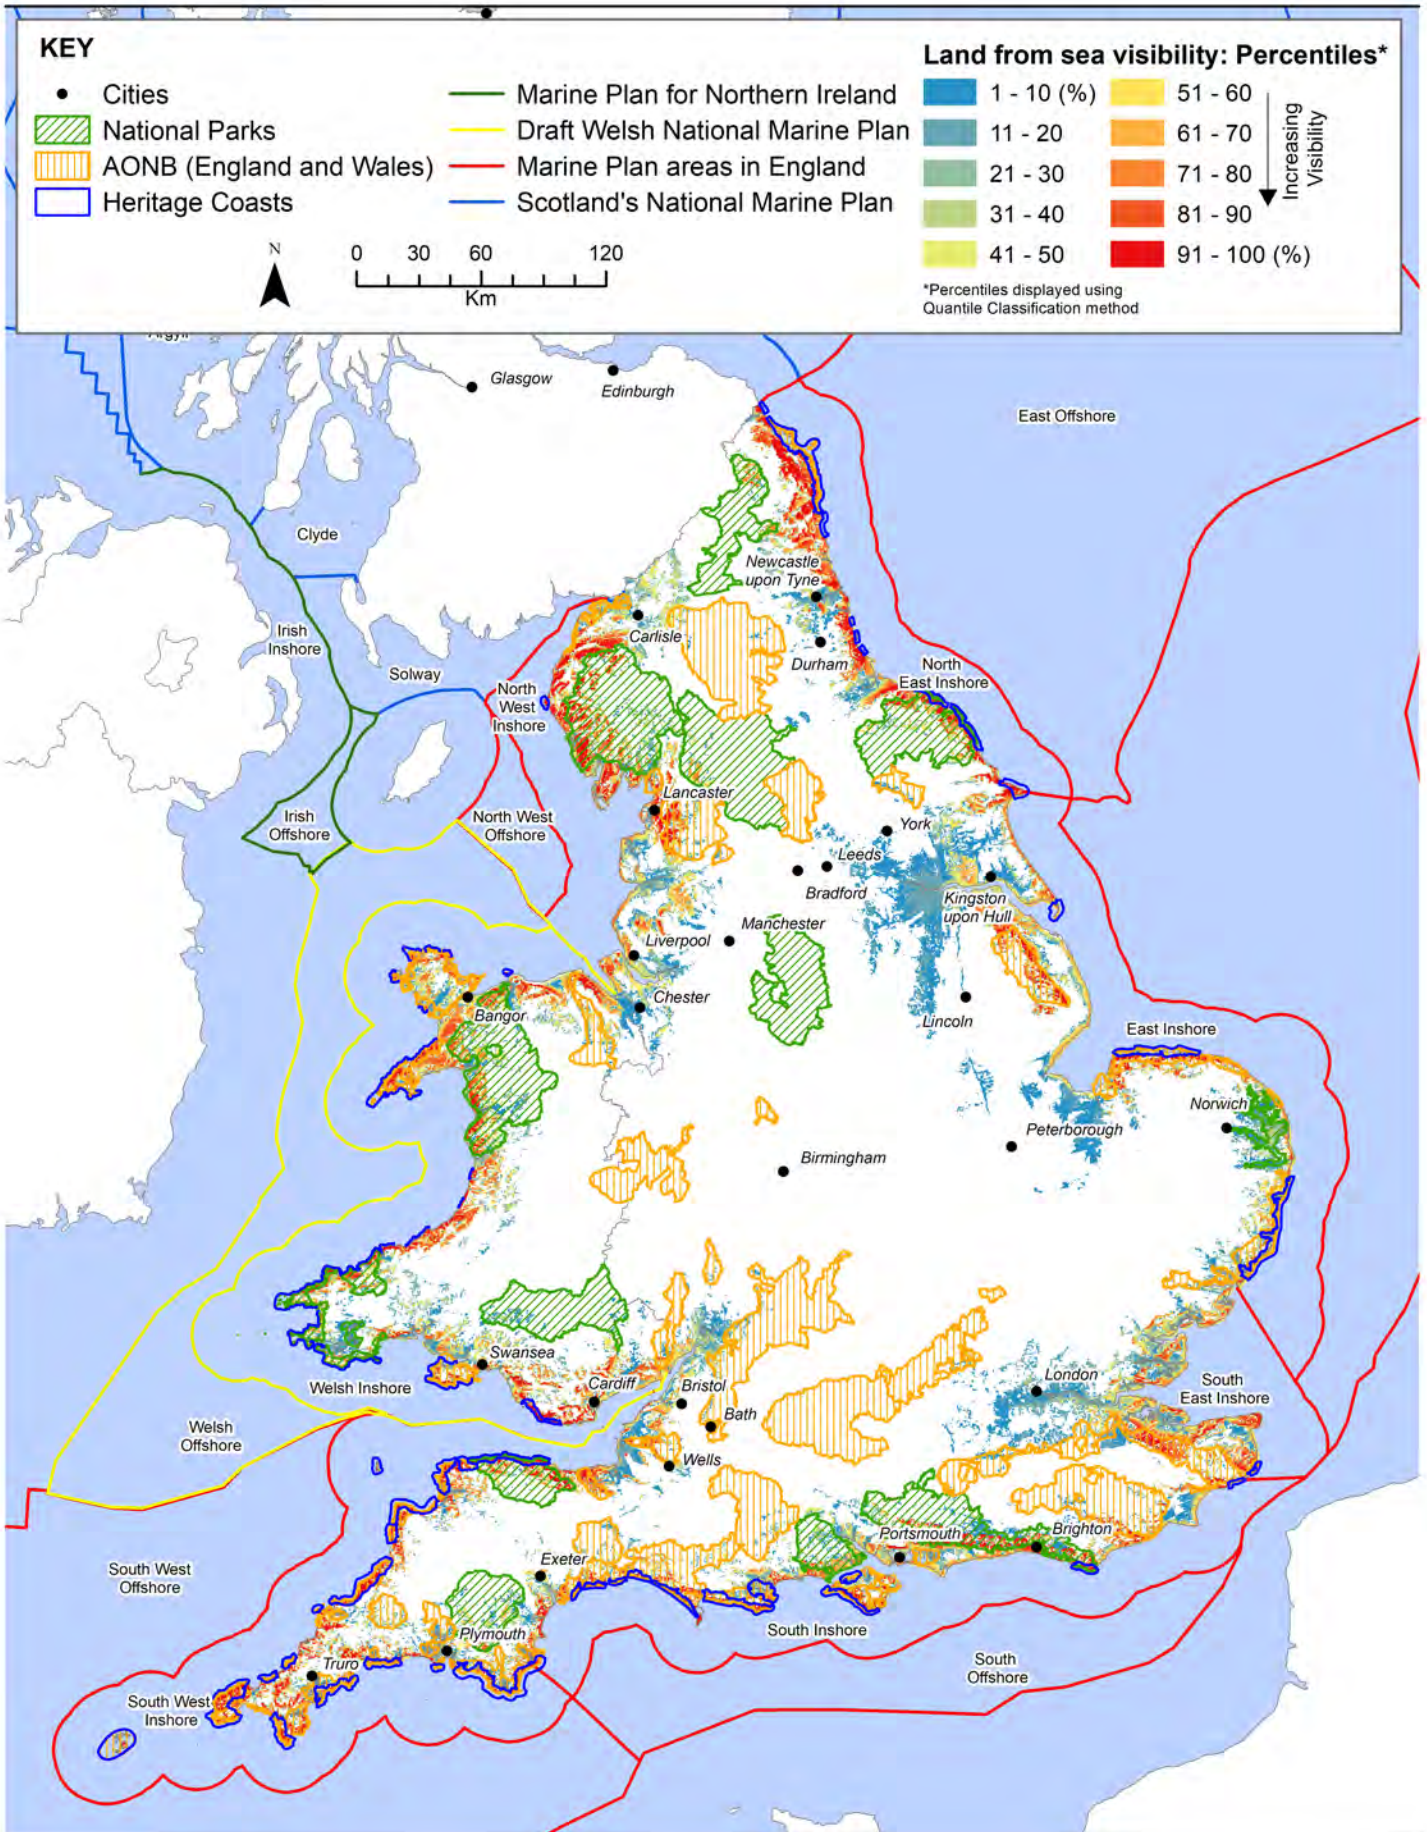 KEY
Cities
National Parks
AONB (England and Wales)
Heritage Coasts
Marine Plan for Northern Ireland
Draft Welsh National Marine Plan
Marine Plan areas in England
Scotland's National Marine Plan
N
0 30 60 120
Km
Land from sea visibility: Percentiles*
1 - 10 (%)
11 - 20
21 - 30
31 - 40
41 - 50
51 - 60
61 - 70
71 - 80
81 - 90
91 - 100 (%)
Increasing
Visibility
*Percentiles displayed using
Quantile Classification method
Glasgow
Edinburgh
East Offshore
Clyde
Newcastle
upon Tyne
Irish
Inshore
Carlisle
Durham
Solway
North
East Inshore
North
West
Inshore
Lancaster
Irish
Offshore
North West
Offshore
York
Leeds
Bradford
Kingston
upon Hull
Manchester
Liverpool
Chester
Lincoln
Bangor
East Inshore
Norwich
Peterborough
Birmingham
Swansea
Welsh Inshore
Cardiff
Bristol
London
South
East Inshore
Bath
Welsh
Offshore
Wells
Portsmouth
Brighton
Exeter
South West
Offshore
South Inshore
Plymouth
Truro
South
Offshore
South West
Inshore